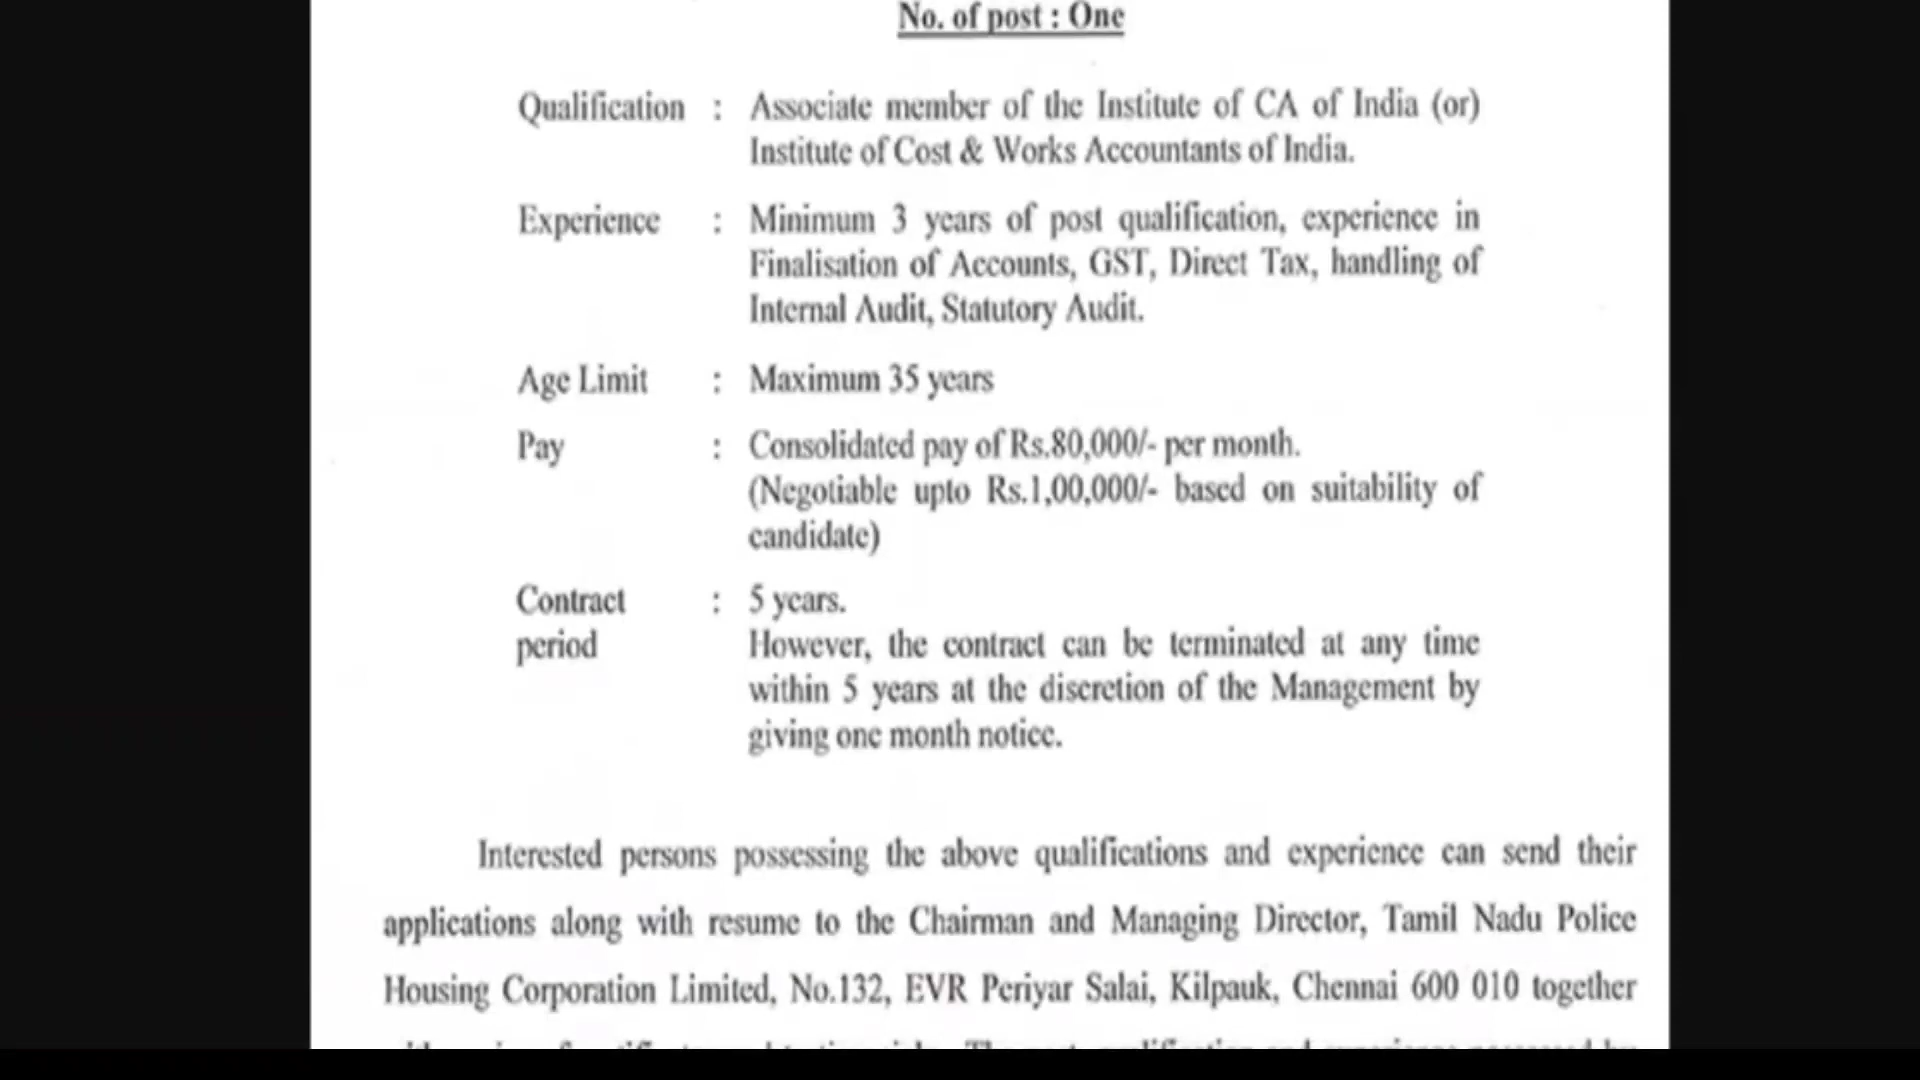 No. of post : One
Qualification : Associate member of the Institute of CA of India (or)
Institute of Cost & Works Accountants of India.
Experience : Minimum 3 years of post qualification, experience in
Finalisation of Accounts, GST, Direct Tax, handling of
Internal Audit, Statutory Audit.
Age Limit : Maximum 35 years
Pay : Consolidated pay of Rs.80,000/- per month.
(Negotiable upto Rs.1,00,000/- based on suitability of
candidate)
Contract : 5 years.
period However, the contract can be terminated at any time
within 5 years at the discretion of the Management by
giving one month notice.
Interested persons possessing the above qualifications and experience can send their
applications along with resume to the Chairman and Managing Director, Tamil Nadu Police
Housing Corporation Limited, No.132, EVR Periyar Salai, Kilpauk, Chennai 600 010 together